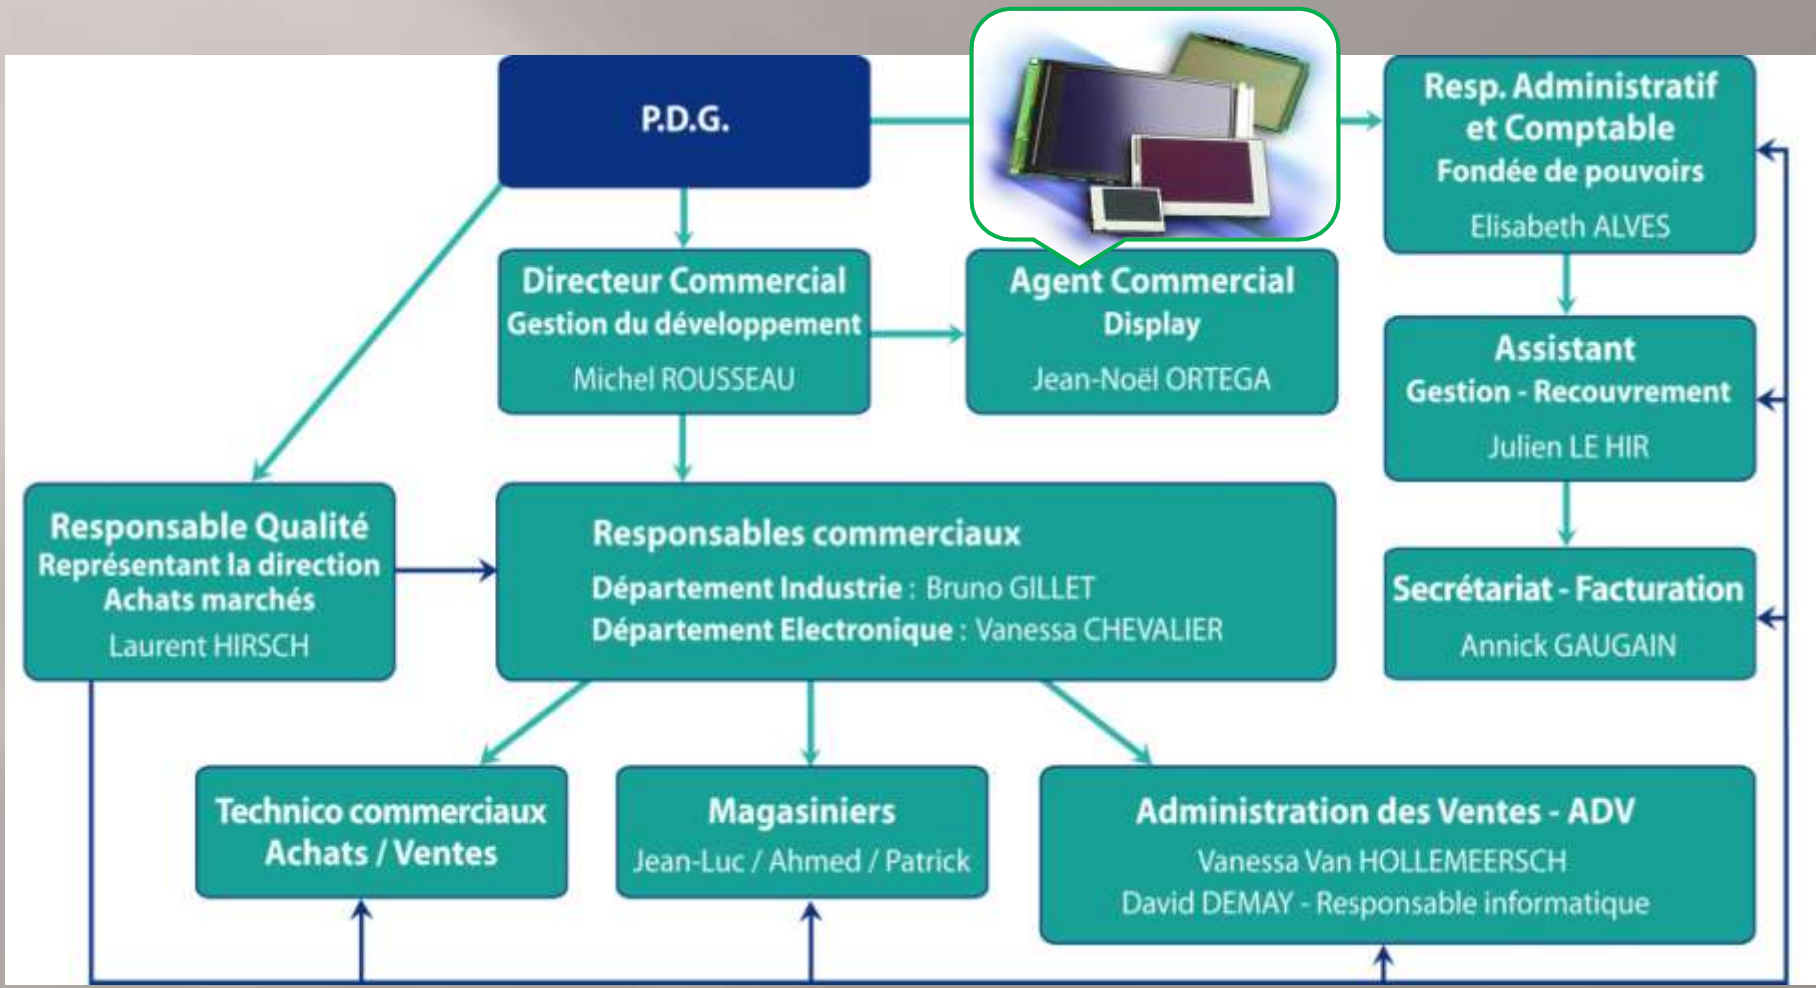 P.D.G.
Resp. Administratif
et Comptable
Fondée de pouvoirs
Elisabeth ALVES
Directeur Commercial
Gestion du développement
Michel ROUSSEAU
Agent Commercial
Display
Jean-Noël ORTEGA
Assistant
Gestion - Recouvrement
Julien LE HIR
Responsable Qualité
Représentant la direction
Achats marchés
Laurent HIRSCH
Responsables commerciaux
Département Industrie : Bruno GILLET
Département Electronique : Vanessa CHEVALIER
Secrétariat - Facturation
Annick GAUGAIN
Technico commerciaux
Achats / Ventes
Magasiniers
Jean-Luc / Ahmed / Patrick
Administration des Ventes - ADV
Vanessa Van HOLLEMEERSCH
David DEMAY - Responsable informatique